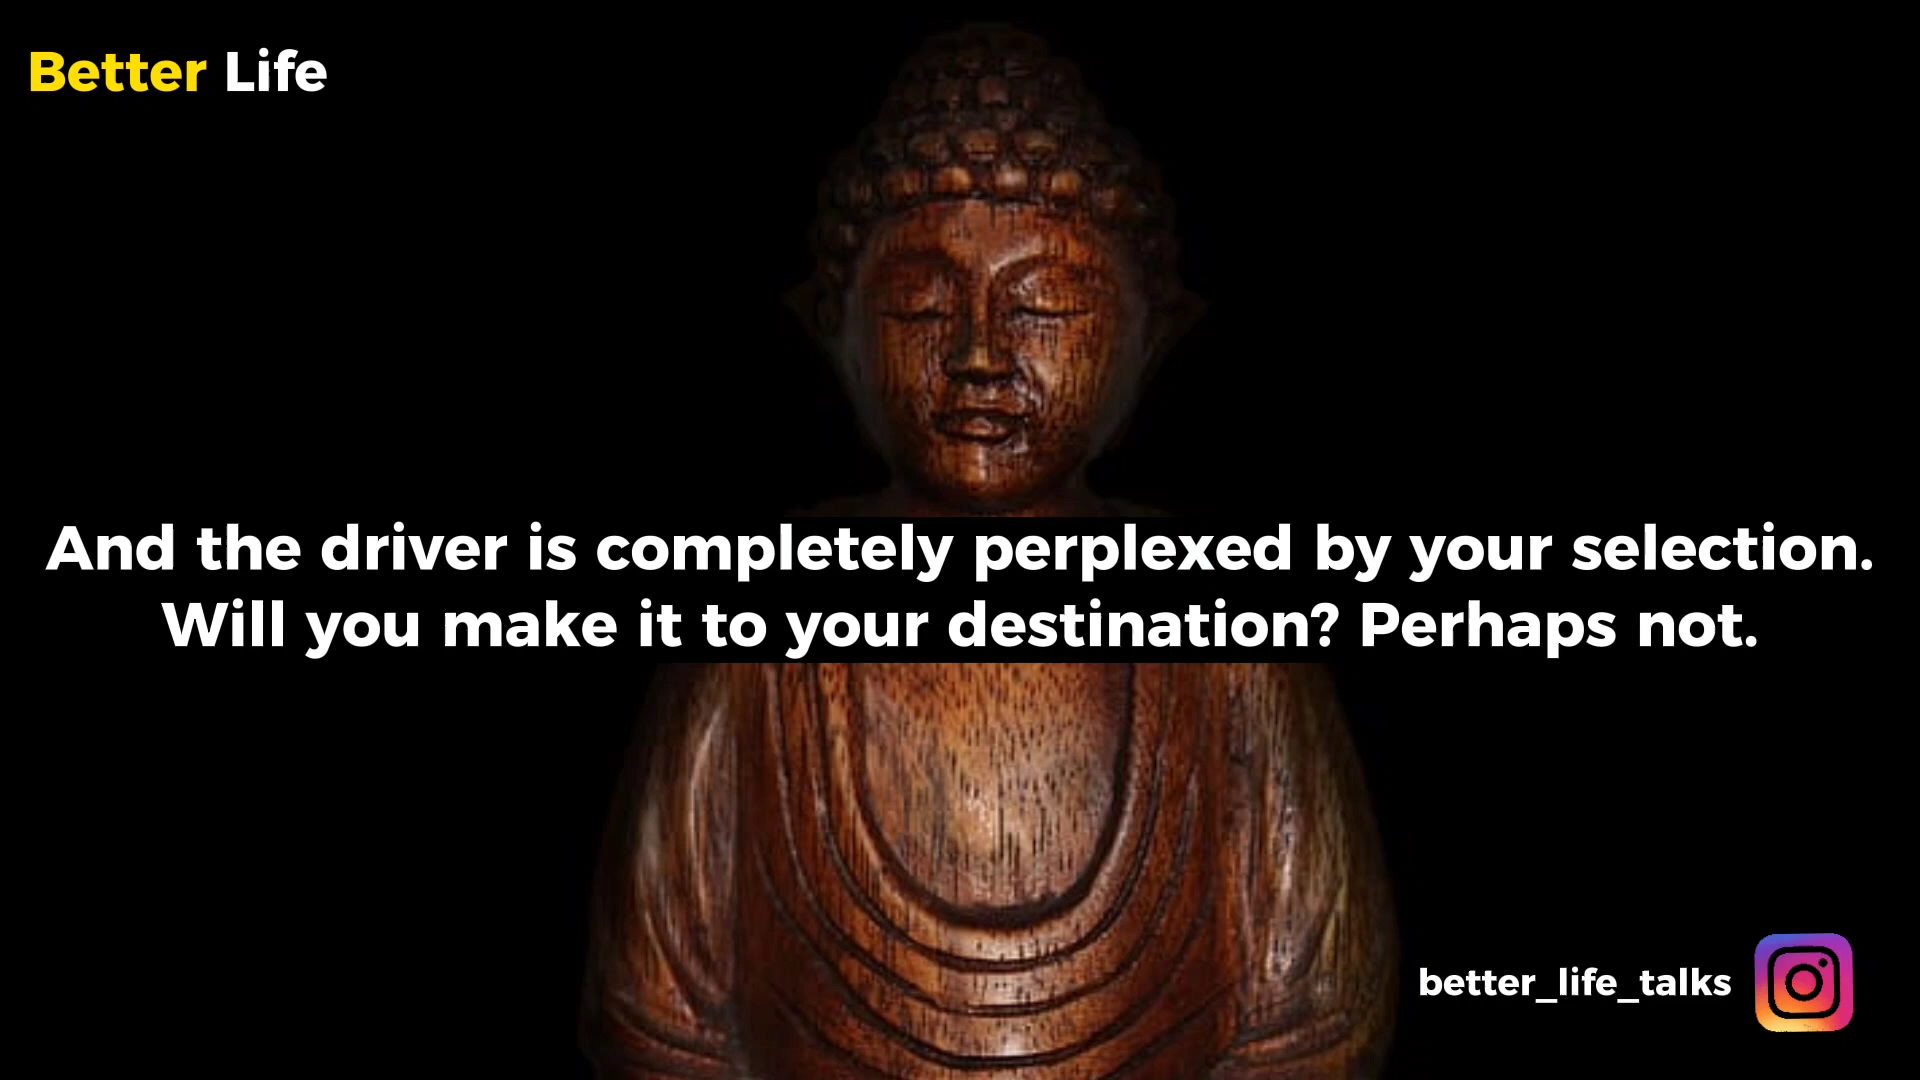 Better Life
And the driver is completely perplexed by your selection.
Will you make it to your destination? Perhaps not.
better_life_talks